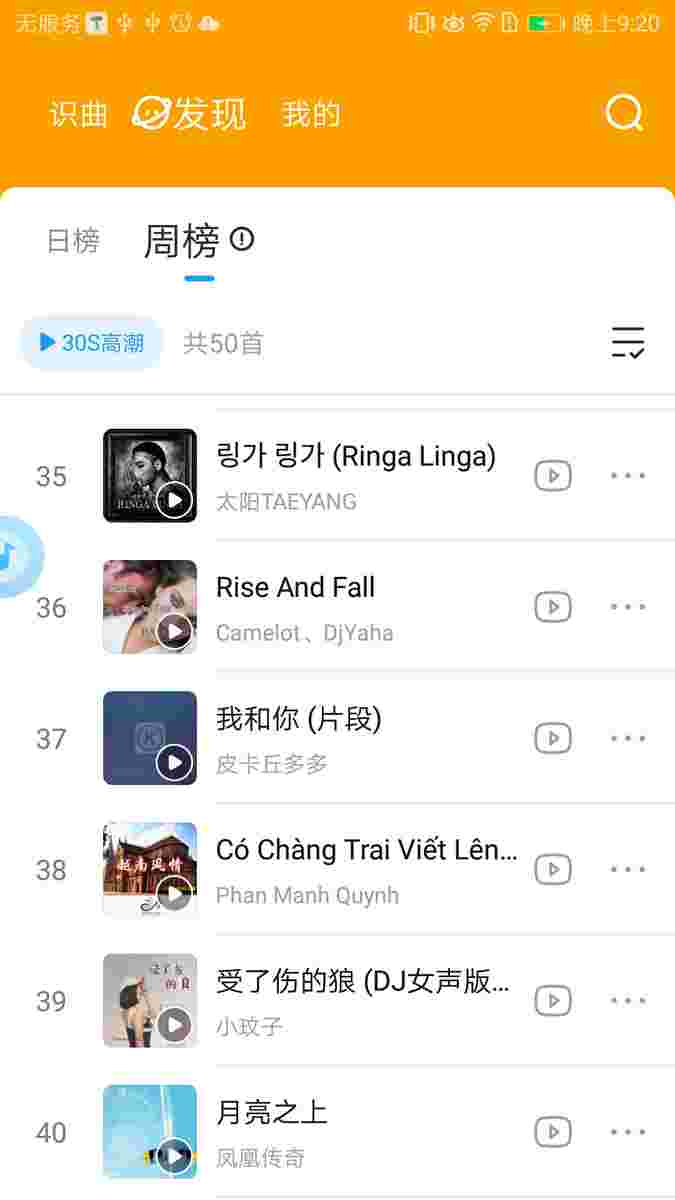 无服务 晚上9:20
识曲 发现 我的
日榜 周榜
30S高潮 共50首
35 링가 링가 (Ringa Linga)
太阳TAEYANG
36 Rise And Fall
Camelot、DjYaha
37 我和你 (片段)
皮卡丘多多
38 Có Chàng Trai Viết Lên...
越南风情
Phan Manh Quynh
39 受了伤的狼 (DJ女声版...
小玟子
40 月亮之上
凤凰传奇